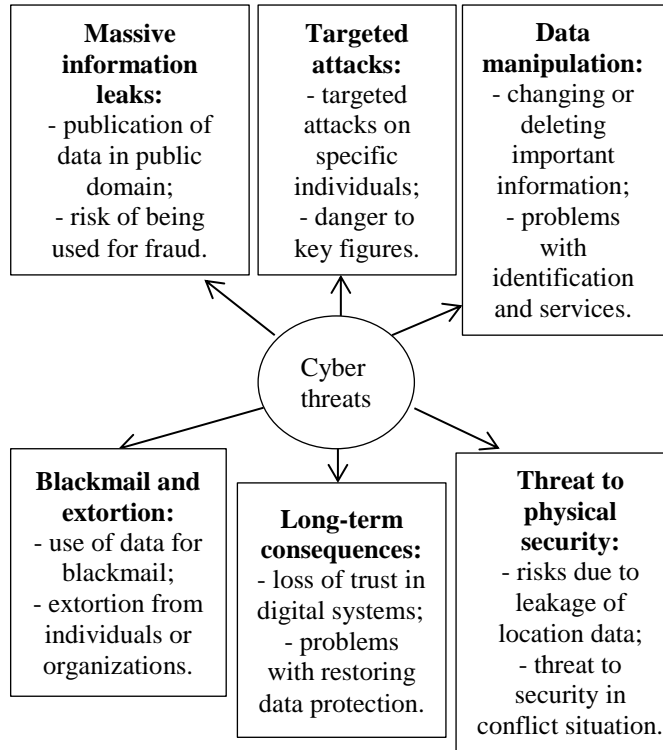 Massive
information
leaks:
- publication of
data in public
domain;
- risk of being
used for fraud.
Targeted
attacks:
- targeted
attacks on
specific
individuals;
- danger to
key figures.
Data
manipulation:
- changing or
deleting
important
information;
- problems
with
identification
and services.
Cyber
threats
Blackmail and
extortion:
- use of data for
blackmail;
- extortion from
individuals or
organizations.
Long-term
consequences:
- loss of trust in
digital systems;
- problems
with restoring
data protection.
Threat to
physical
security:
- risks due to
leakage of
location data;
- threat to
security in
conflict situation.